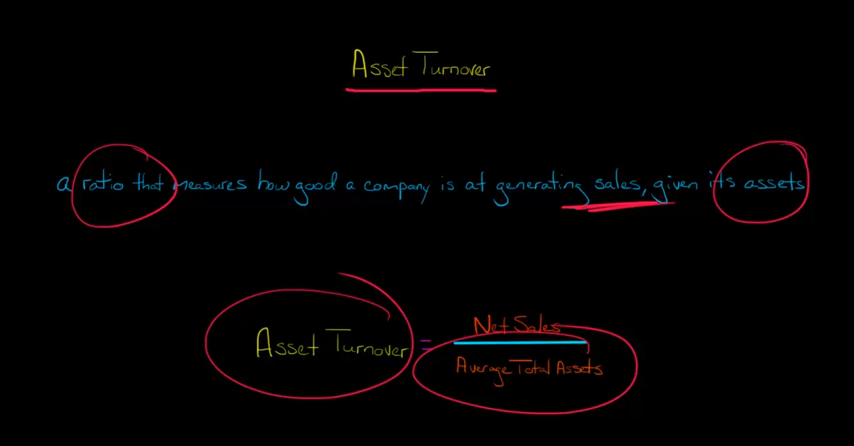 Asset Turnover
a ratio that measures how good a company is at generating sales, given its assets
Net Sales
Asset Turnover =
Average Total Assets